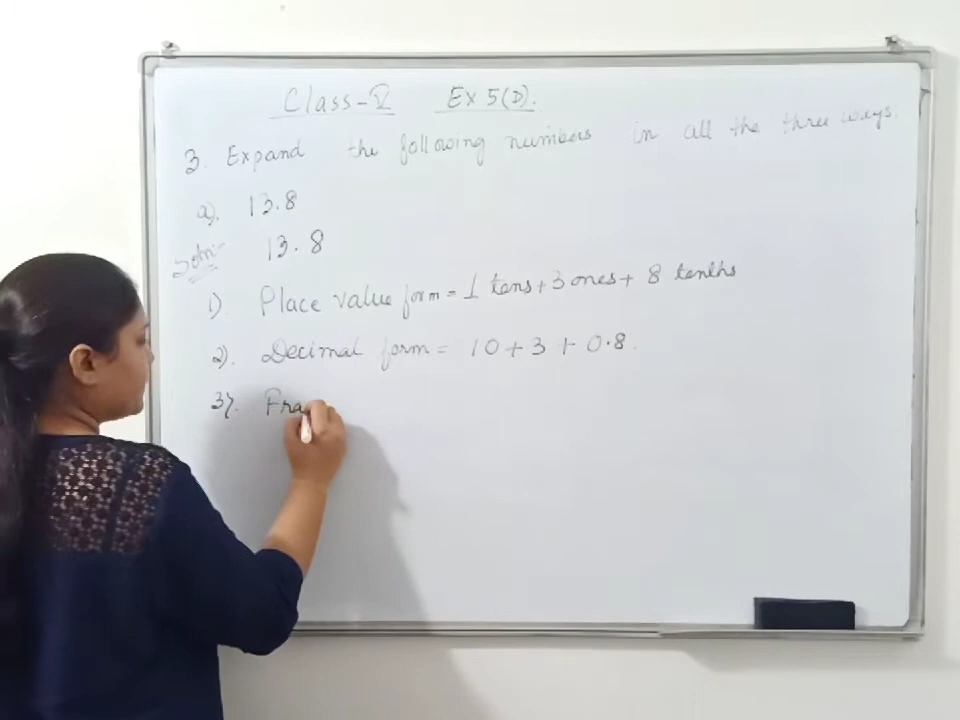 Class-V Ex 5(D).
3. Expand the following numbers in all the three ways.
a). 13.8
Soln:- 13.8
1). Place value form = 1 tens + 3 ones + 8 tenths
2). Decimal form = 10 + 3 + 0.8.
3). Fra